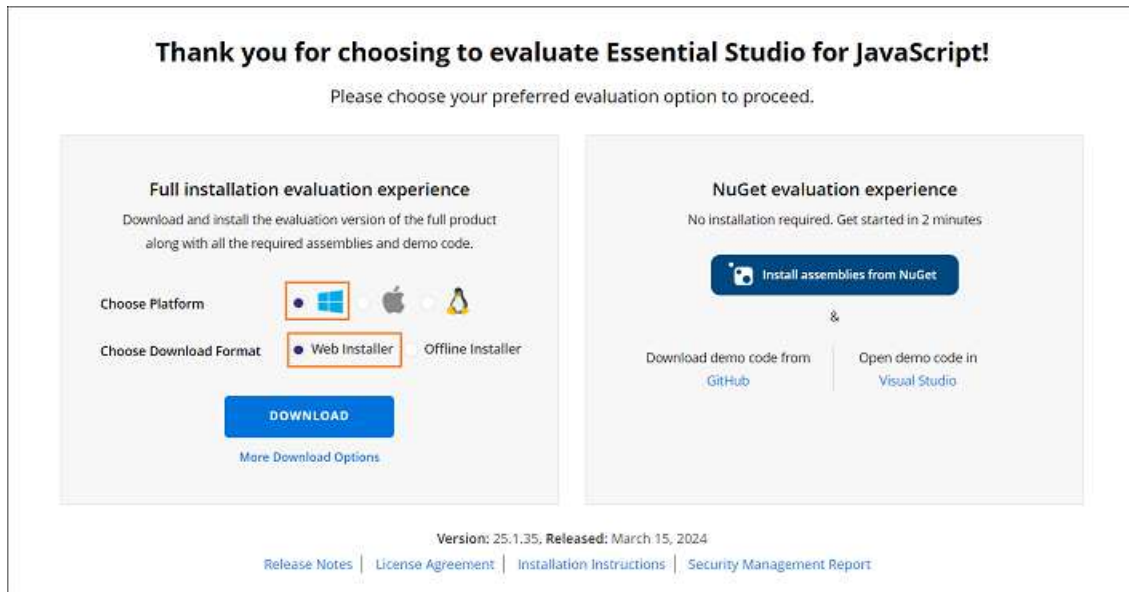 Thank you for choosing to evaluate Essential Studio for JavaScript!
Please choose your preferred evaluation option to proceed.
Full installation evaluation experience
Download and install the evaluation version of the full product
along with all the required assemblies and demo code.
Choose Platform
Choose Download Format
Web Installer
Offline Installer
DOWNLOAD
More Download Options
NuGet evaluation experience
No installation required. Get started in 2 minutes
Install assemblies from NuGet
&
Download demo code from
GitHub
Open demo code in
Visual Studio
Version: 25.1.35, Released: March 15, 2024
Release Notes | License Agreement | Installation Instructions | Security Management Report